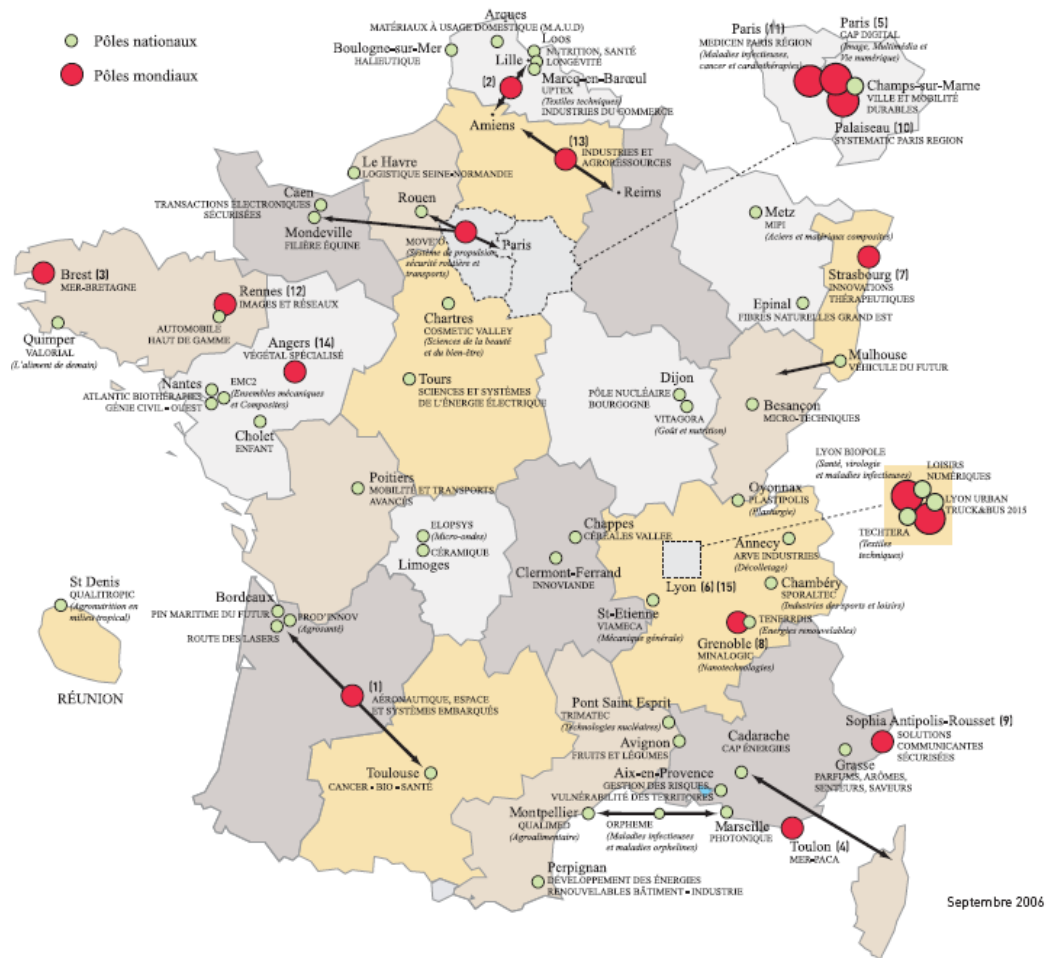 Pôles nationaux
Pôles mondiaux
Arques
MATÉRIAUX À USAGE DOMESTIQUE (M.A.U.D)
Boulogne-sur-Mer
HALIEUTIQUE
Loos
NUTRITION, SANTÉ
LONGÉVITÉ
Lille
(2)
Marcq-en-Barœul
UPTEX
(Textiles techniques)
INDUSTRIES DU COMMERCE
Amiens
(13)
INDUSTRIES ET
AGRORESSOURCES
Reims
Paris (11)
MEDICEN PARIS RÉGION
(Maladies infectieuses,
cancer et cardiothérapies)
Paris (5)
CAP DIGITAL
(Image, Multimédia et
Vie numérique)
Champs-sur-Marne
VILLE ET MOBILITÉ
DURABLES
Palaiseau (10)
SYSTEMATIC PARIS REGION
Le Havre
LOGISTIQUE SEINE-NORMANDIE
Caen
TRANSACTIONS ÉLECTRONIQUES
SÉCURISÉES
Rouen
Mondeville
FILIÈRE ÉQUINE
Paris
MOVE'O
(Système de propulsion,
sécurité routière et
transports)
Metz
MIPI
(Aciers et matériaux composites)
Strasbourg (7)
INNOVATIONS
THÉRAPEUTIQUES
Epinal
FIBRES NATURELLES GRAND EST
Mulhouse
VÉHICULE DU FUTUR
Brest (3)
MER-BRETAGNE
Rennes (12)
IMAGES ET RÉSEAUX
AUTOMOBILE
HAUT DE GAMME
Quimper
VALORIAL
(L'aliment de demain)
Chartres
COSMETIC VALLEY
(Sciences de la beauté
et du bien-être)
Angers (14)
VÉGÉTAL SPÉCIALISÉ
Tours
SCIENCES ET SYSTÈMES
DE L'ÉNERGIE ÉLECTRIQUE
Nantes
ATLANTIC BIOTHÉRAPIES
GÉNIE CIVIL - OUEST
EMC2
(Ensembles mécaniques
et Composites)
Cholet
ENFANT
Dijon
PÔLE NUCLÉAIRE
BOURGOGNE
VITAGORA
(Goût et nutrition)
Besançon
MICRO-TECHNIQUES
Poitiers
MOBILITÉ ET TRANSPORTS
AVANCÉS
ELOPSYS
(Micro-ondes)
CÉRAMIQUE
Limoges
Chappes
CÉRÉALES VALLÉE
Clermont-Ferrand
INNOVIANDE
Oyonnax
PLASTIPOLIS
(Plasturgie)
Annecy
ARVE INDUSTRIES
(Décolletage)
Lyon (6) (15)
LYON BIOPOLE
(Santé, virologie
et maladies infectieuses)
LOISIRS
NUMÉRIQUES
LYON URBAN
TRUCK&BUS 2015
TECHTERA
(Textiles
techniques)
Chambéry
SPORALTEC
(Industries des sports et loisirs)
St-Etienne
VIAMECA
(Mécanique générale)
TENERRDIS
(Energies renouvelables)
Grenoble (8)
MINALOGIC
(Nanotechnologies)
St Denis
QUALITROPIC
(Agronutrition en
milieu tropical)
RÉUNION
Bordeaux
PIN MARITIME DU FUTUR
PROD'INNOV
(Agrosanté)
ROUTE DES LASERS
(1)
AÉRONAUTIQUE, ESPACE
ET SYSTÈMES EMBARQUÉS
Toulouse
CANCER - BIO - SANTÉ
Pont Saint Esprit
TRIMATEC
(Technologies nucléaires)
Avignon
FRUITS ET LÉGUMES
Cadarache
CAP ÉNERGIES
Sophia Antipolis-Rousset (9)
SOLUTIONS
COMMUNICANTES
SÉCURISÉES
Grasse
PARFUMS, ARÔMES,
SENTEURS, SAVEURS
Aix-en-Provence
GESTION DES RISQUES,
VULNÉRABILITÉ DES TERRITOIRES
Montpellier
QUALIMED
(Agroalimentaire)
ORPHEME
(Maladies infectieuses
et maladies orphelines)
Marseille
PHOTONIQUE
Toulon (4)
MER-PACA
Perpignan
DÉVELOPPEMENT DES ÉNERGIES
RENOUVELABLES BÂTIMENT - INDUSTRIE
Septembre 2006